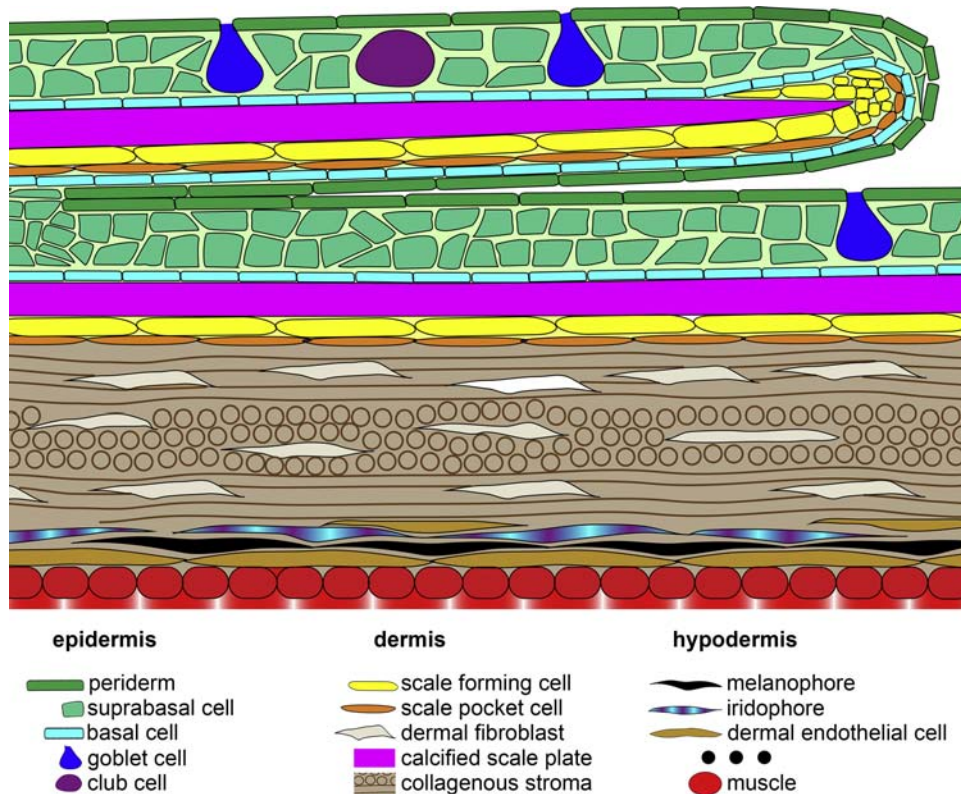 epidermis
periderm
suprabasal cell
basal cell
goblet cell
club cell
dermis
scale forming cell
scale pocket cell
dermal fibroblast
calcified scale plate
collagenous stroma
hypodermis
melanophore
iridophore
dermal endothelial cell
muscle